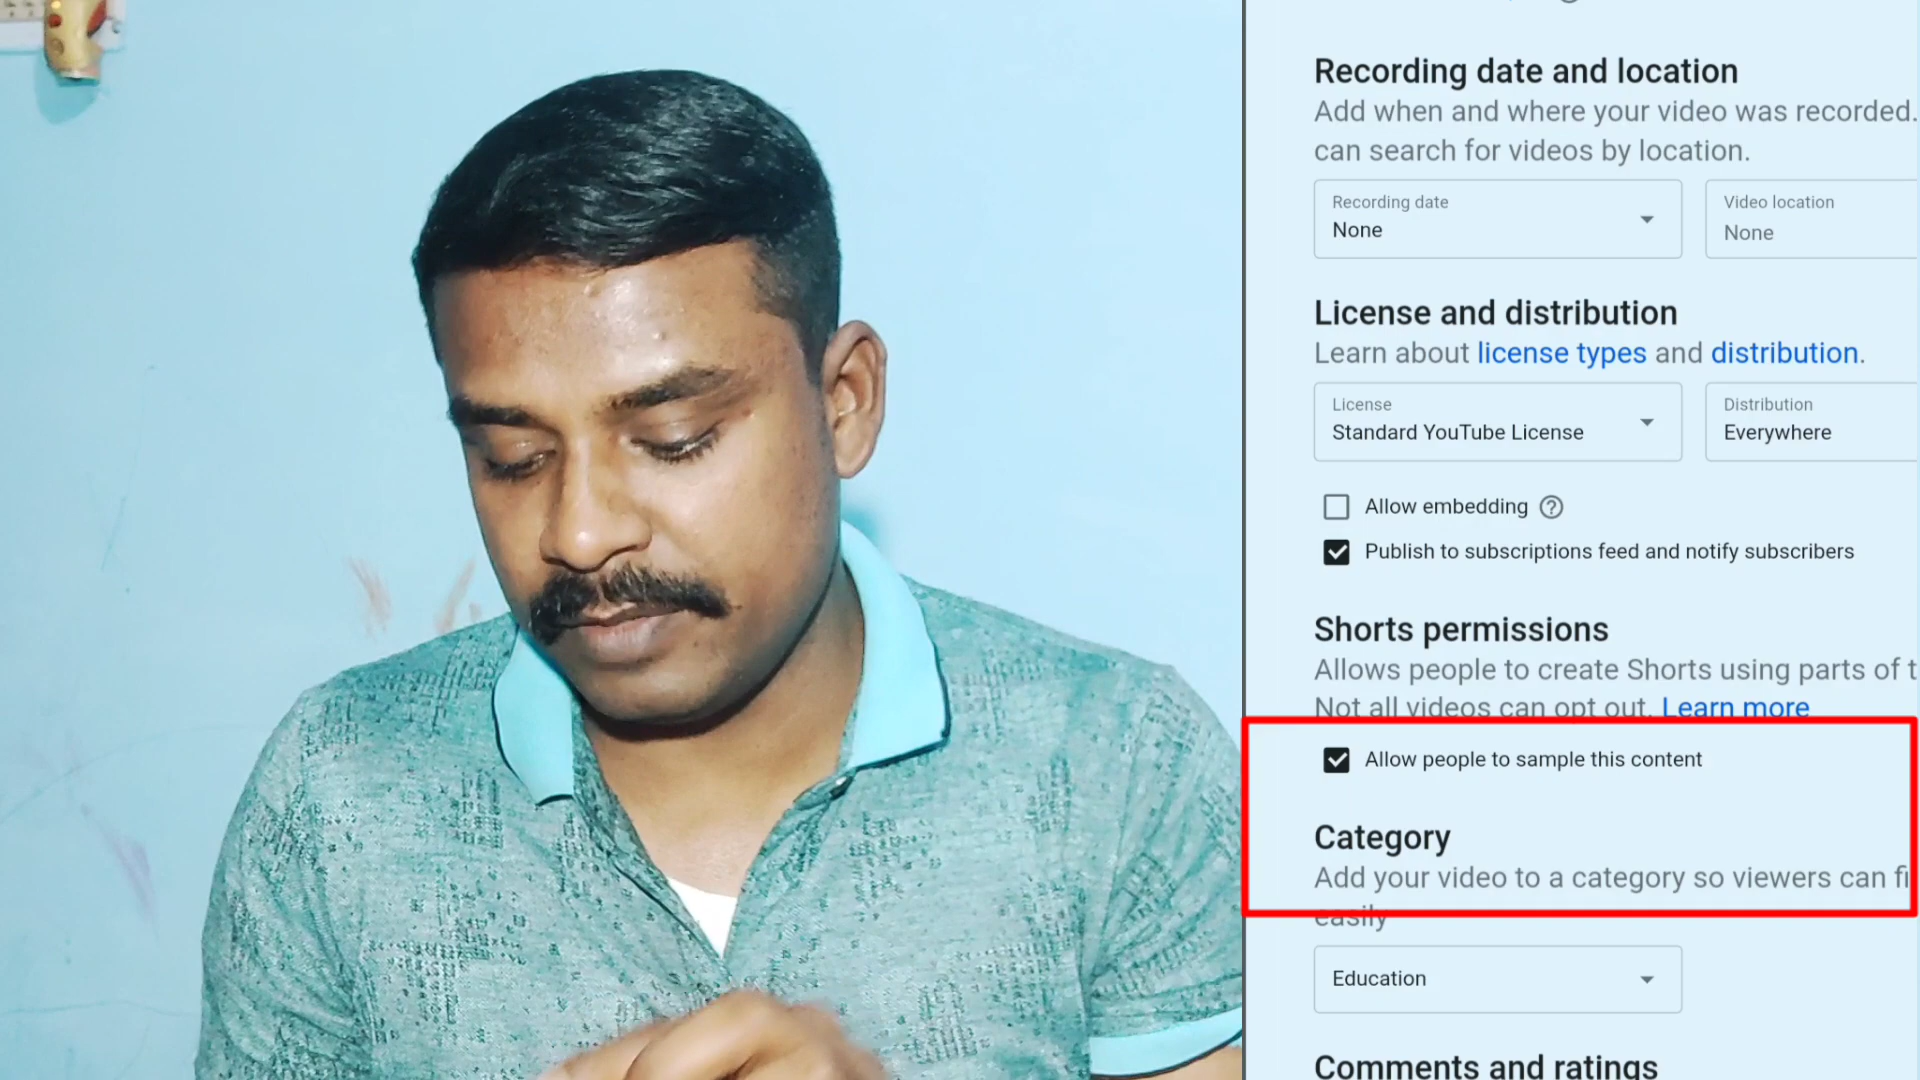 Recording date and location
Add when and where your video was recorded.
can search for videos by location.
Recording date
None
Video location
None
License and distribution
Learn about license types and distribution.
License
Standard YouTube License
Distribution
Everywhere
Allow embedding
Publish to subscriptions feed and notify subscribers
Shorts permissions
Allows people to create Shorts using parts of t
Not all videos can opt out. Learn more
Allow people to sample this content
Category
Add your video to a category so viewers can fi
easily
Education
Comments and ratings